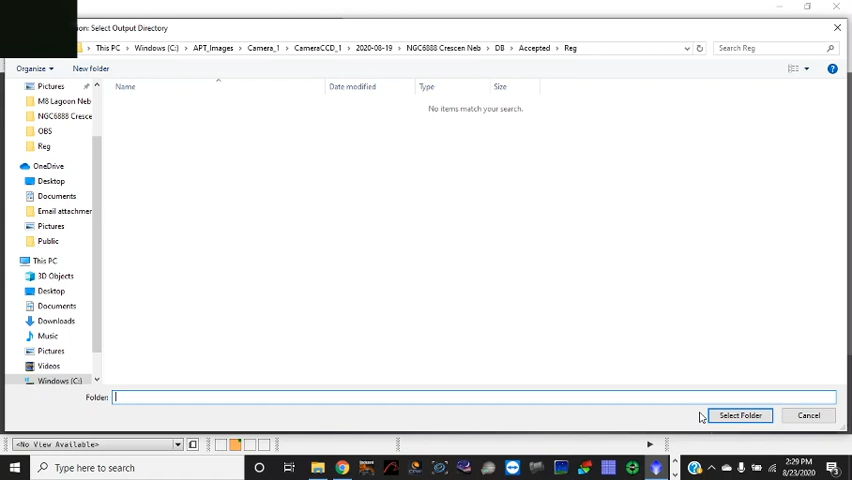 ion: Select Output Directory
This PC > Windows (C:) > APT_Images > Camera_1 > CameraCCD_1 > 2020-08-19 > NGC6888 Crescen Neb > DB > Accepted > Reg
Search Reg
Organize
New folder
Name
Date modified
Type
Size
No items match your search.
Pictures
M8 Lagoon Neb
NGC6888 Cresce
OBS
Reg
OneDrive
Desktop
Documents
Email attachmer
Pictures
Public
This PC
3D Objects
Desktop
Documents
Downloads
Music
Pictures
Videos
Windows (C:)
Folder:
Select Folder
Cancel
<No View Available>
Type here to search
2:29 PM
8/23/2020
3